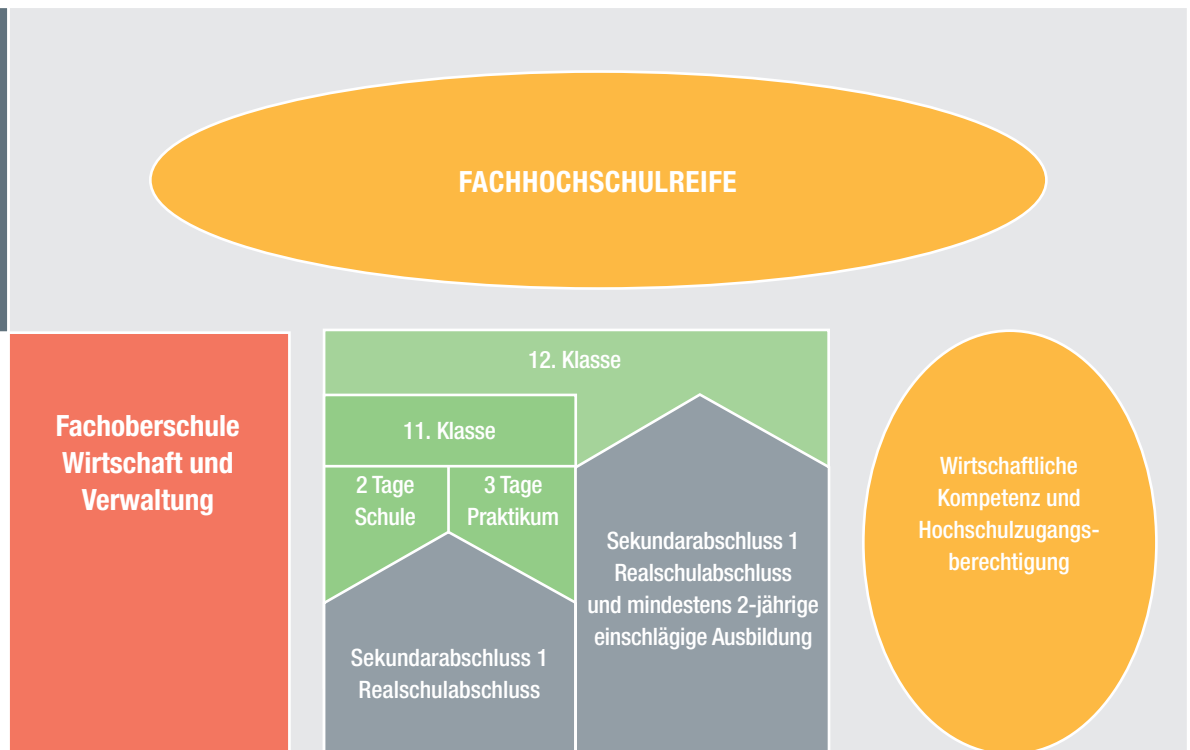 FACHHOCHSCHULREIFE
Fachoberschule
Wirtschaft und
Verwaltung
12. Klasse
11. Klasse
2 Tage
Schule
3 Tage
Praktikum
Sekundarabschluss 1
Realschulabschluss
Sekundarabschluss 1
Realschulabschluss
und mindestens 2-jährige
einschlägige Ausbildung
Wirtschaftliche
Kompetenz und
Hochschulzugangs-
berechtigung